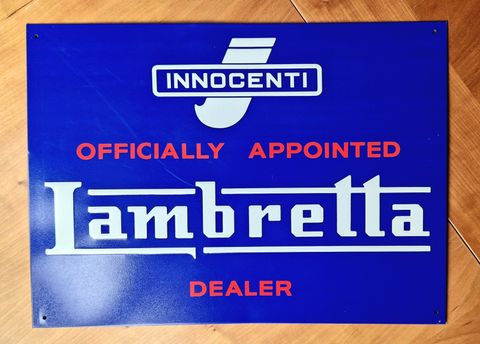 INNOCENTI
OFFICIALLY APPOINTED
Lambretta
DEALER